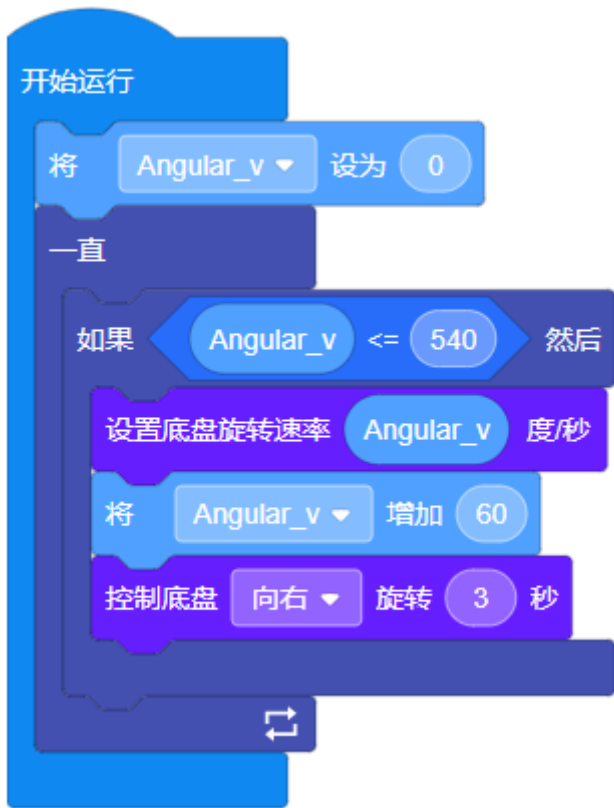 开始运行
将 Angular_v 设为 0
一直
如果 Angular_v <= 540 然后
设置底盘旋转速率 Angular_v 度/秒
将 Angular_v 增加 60
控制底盘 向右 旋转 3 秒